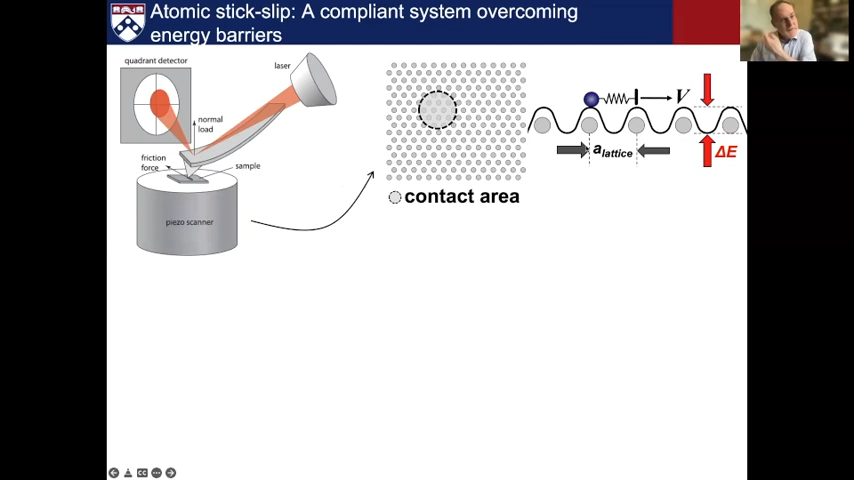 Atomic stick-slip: A compliant system overcoming
energy barriers
quadrant detector
laser
normal
load
friction
force
sample
piezo scanner
contact area
V
a lattice
ΔE
CC